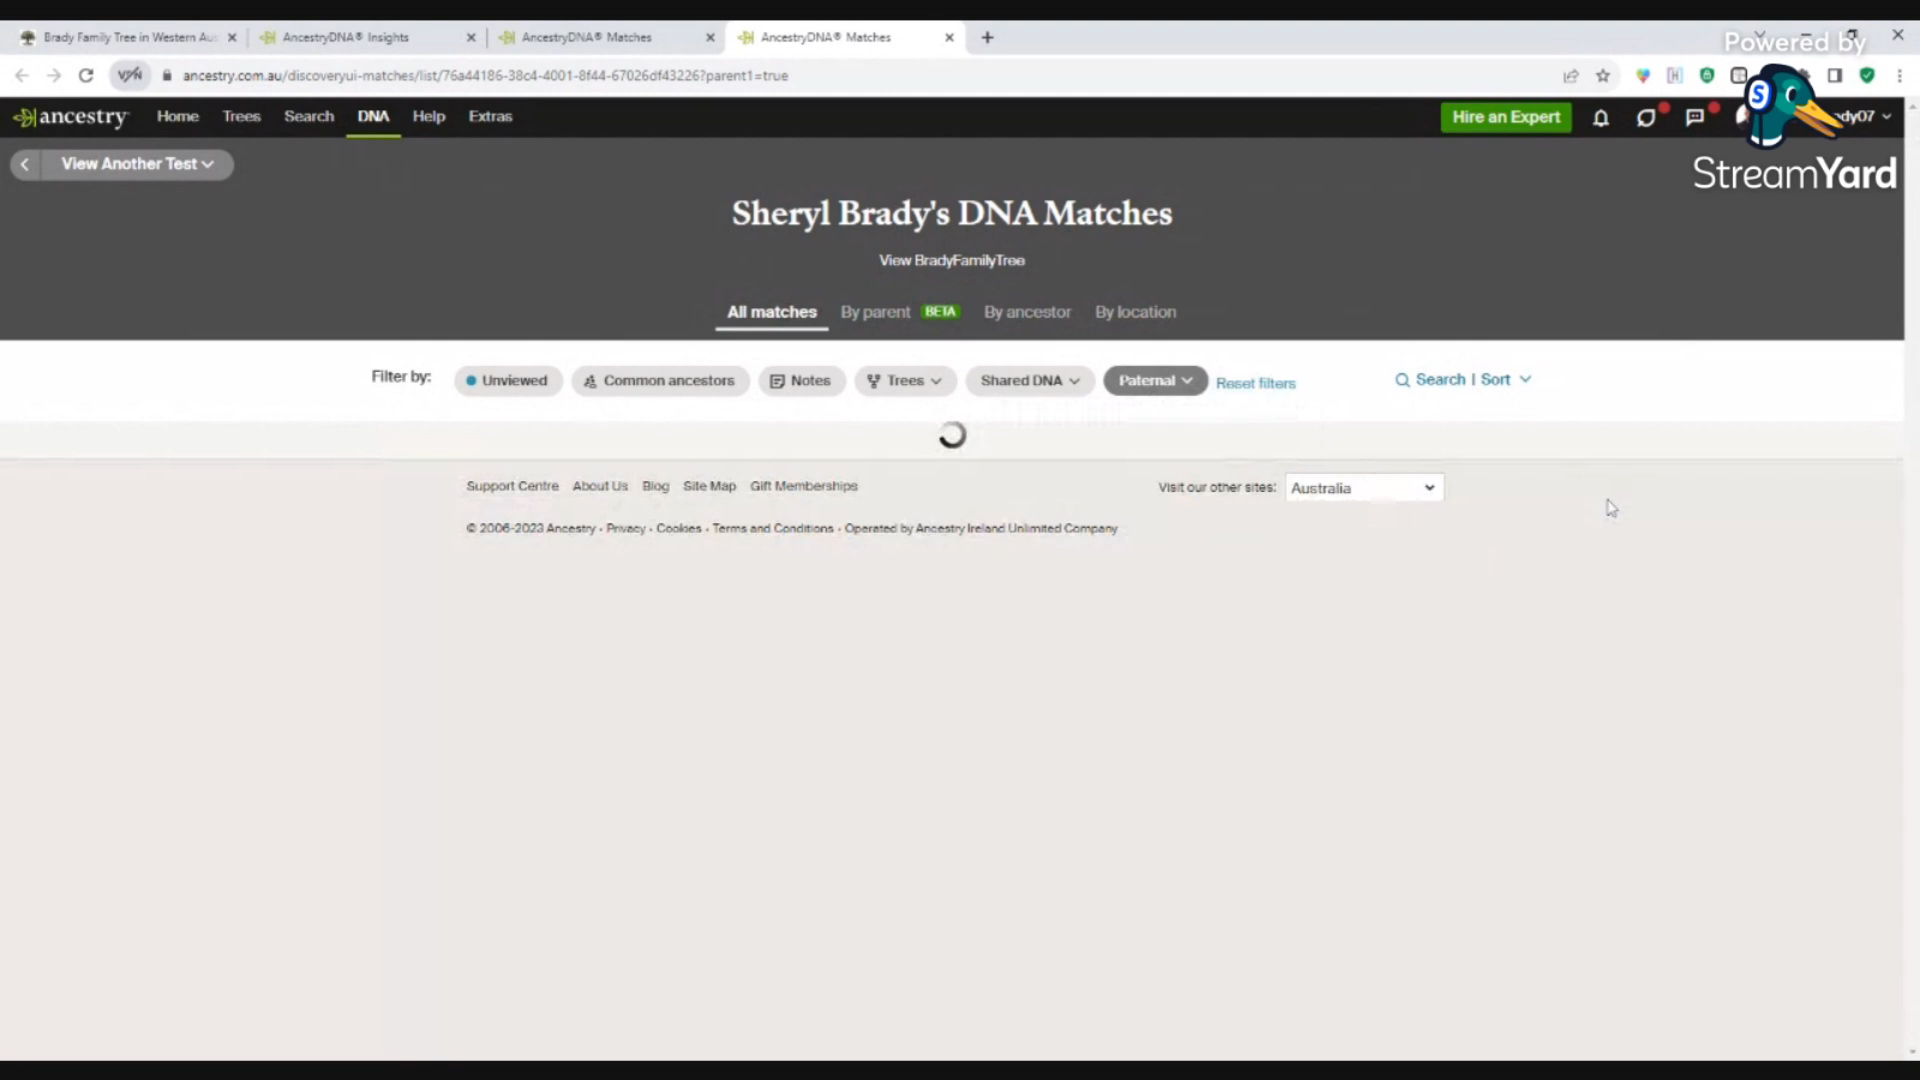 Brady Family Tree in Western Au
AncestryDNA® Insights
AncestryDNA® Matches
AncestryDNA® Matches
Powered by
VPN
ancestry.com.au/discoveryui-matches/list/76a44186-38c4-4001-8f44-67026df43226?parent1=true
ancestry
Home
Trees
Search
DNA
Help
Extras
Hire an Expert
dy07
S
StreamYard
View Another Test
Sheryl Brady's DNA Matches
View BradyFamilyTree
All matches
By parent BETA
By ancestor
By location
Filter by:
Unviewed
Common ancestors
Notes
Trees
Shared DNA
Paternal
Reset filters
Search | Sort
Support Centre About Us Blog Site Map Gift Memberships
Visit our other sites:
Australia
© 2006-2023 Ancestry · Privacy · Cookies · Terms and Conditions · Operated by Ancestry Ireland Unlimited Company